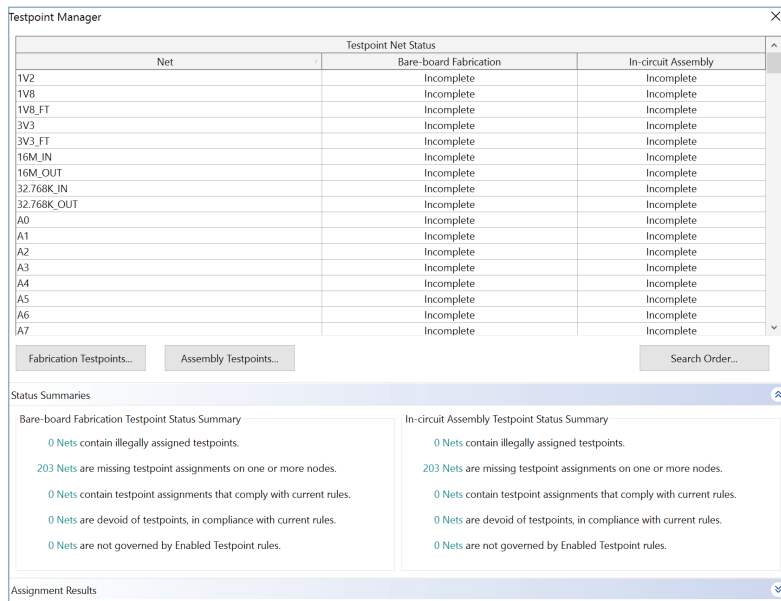 Testpoint Manager
Testpoint Net Status
Net Bare-board Fabrication In-circuit Assembly
1V2 Incomplete Incomplete
1V8 Incomplete Incomplete
1V8_FT Incomplete Incomplete
3V3 Incomplete Incomplete
3V3_FT Incomplete Incomplete
16M_IN Incomplete Incomplete
16M_OUT Incomplete Incomplete
32.768K_IN Incomplete Incomplete
32.768K_OUT Incomplete Incomplete
A0 Incomplete Incomplete
A1 Incomplete Incomplete
A2 Incomplete Incomplete
A3 Incomplete Incomplete
A4 Incomplete Incomplete
A5 Incomplete Incomplete
A6 Incomplete Incomplete
A7 Incomplete Incomplete
Fabrication Testpoints... Assembly Testpoints... Search Order...
Status Summaries
Bare-board Fabrication Testpoint Status Summary
0 Nets contain illegally assigned testpoints.
203 Nets are missing testpoint assignments on one or more nodes.
0 Nets contain testpoint assignments that comply with current rules.
0 Nets are devoid of testpoints, in compliance with current rules.
0 Nets are not governed by Enabled Testpoint rules.
In-circuit Assembly Testpoint Status Summary
0 Nets contain illegally assigned testpoints.
203 Nets are missing testpoint assignments on one or more nodes.
0 Nets contain testpoint assignments that comply with current rules.
0 Nets are devoid of testpoints, in compliance with current rules.
0 Nets are not governed by Enabled Testpoint rules.
Assignment Results